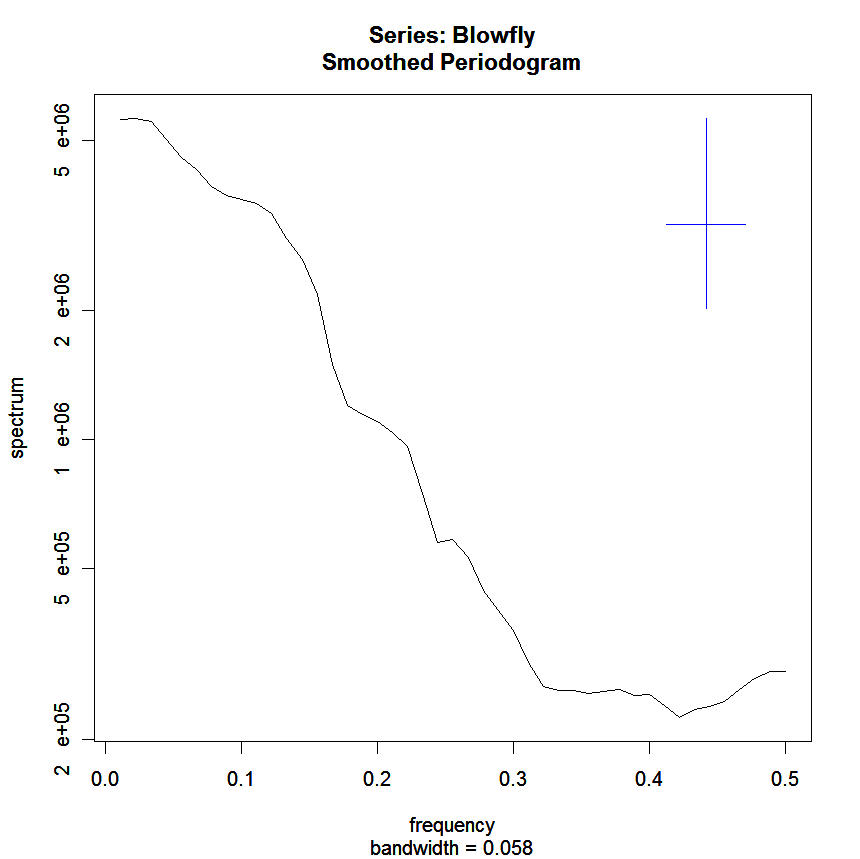 Series: Blowfly
Smoothed Periodogram
spectrum
5 e+06
2 e+06
1 e+06
5 e+05
2 e+05
0.0 0.1 0.2 0.3 0.4 0.5
frequency
bandwidth = 0.058